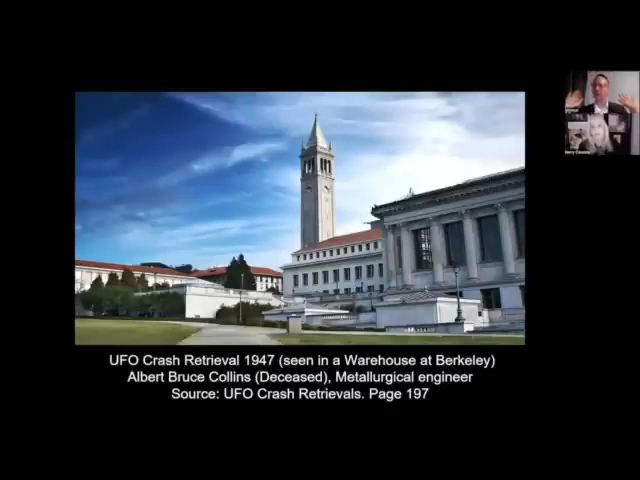 UFO Crash Retrieval 1947 (seen in a Warehouse at Berkeley)
Albert Bruce Collins (Deceased), Metallurgical engineer
Source: UFO Crash Retrievals. Page 197